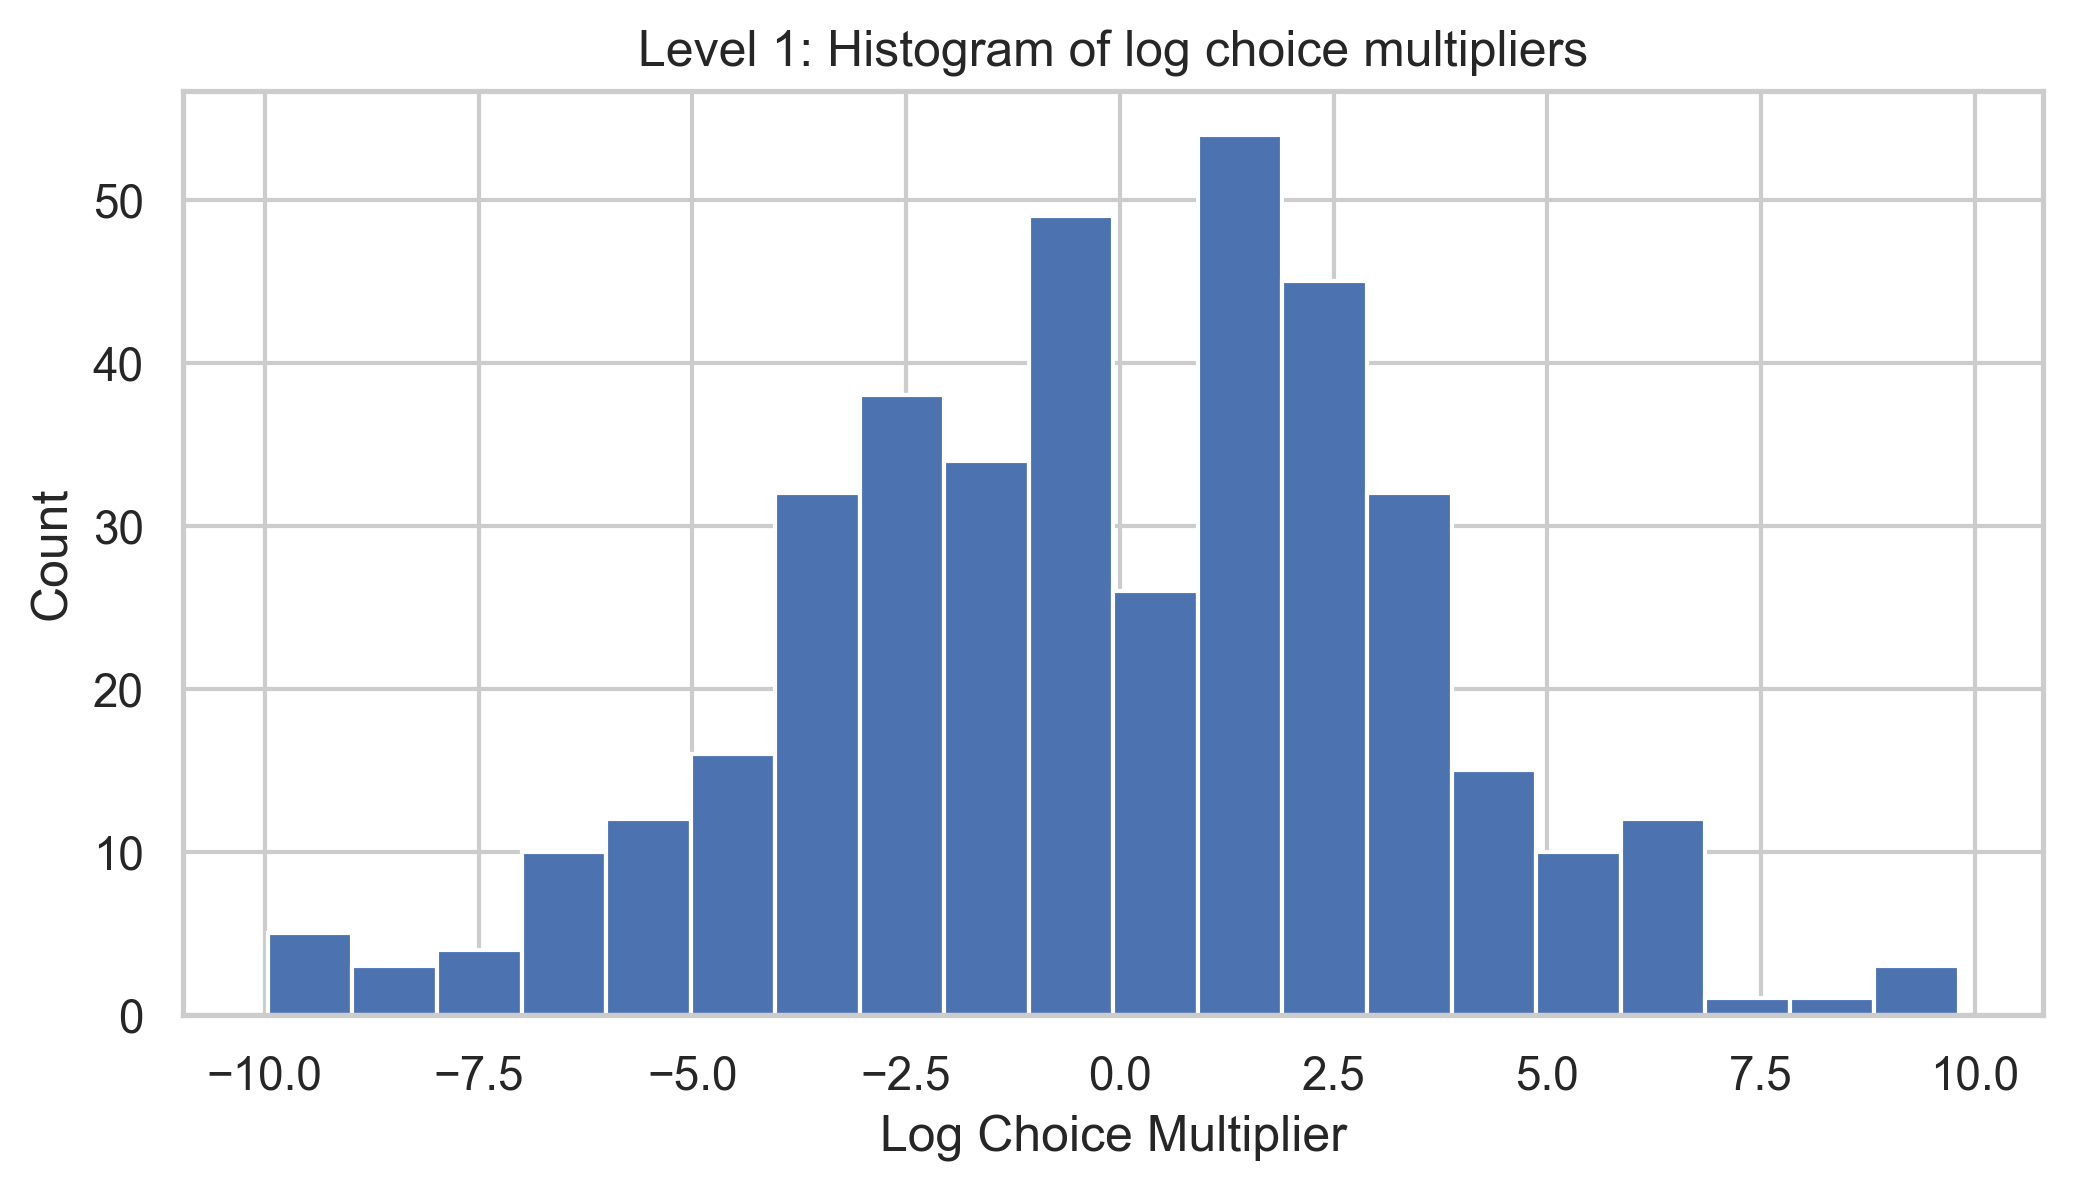 Level 1: Histogram of log choice multipliers
50
40
30
20
10
0
Count
−10.0 −7.5 −5.0 −2.5 0.0 2.5 5.0 7.5 10.0
Log Choice Multiplier